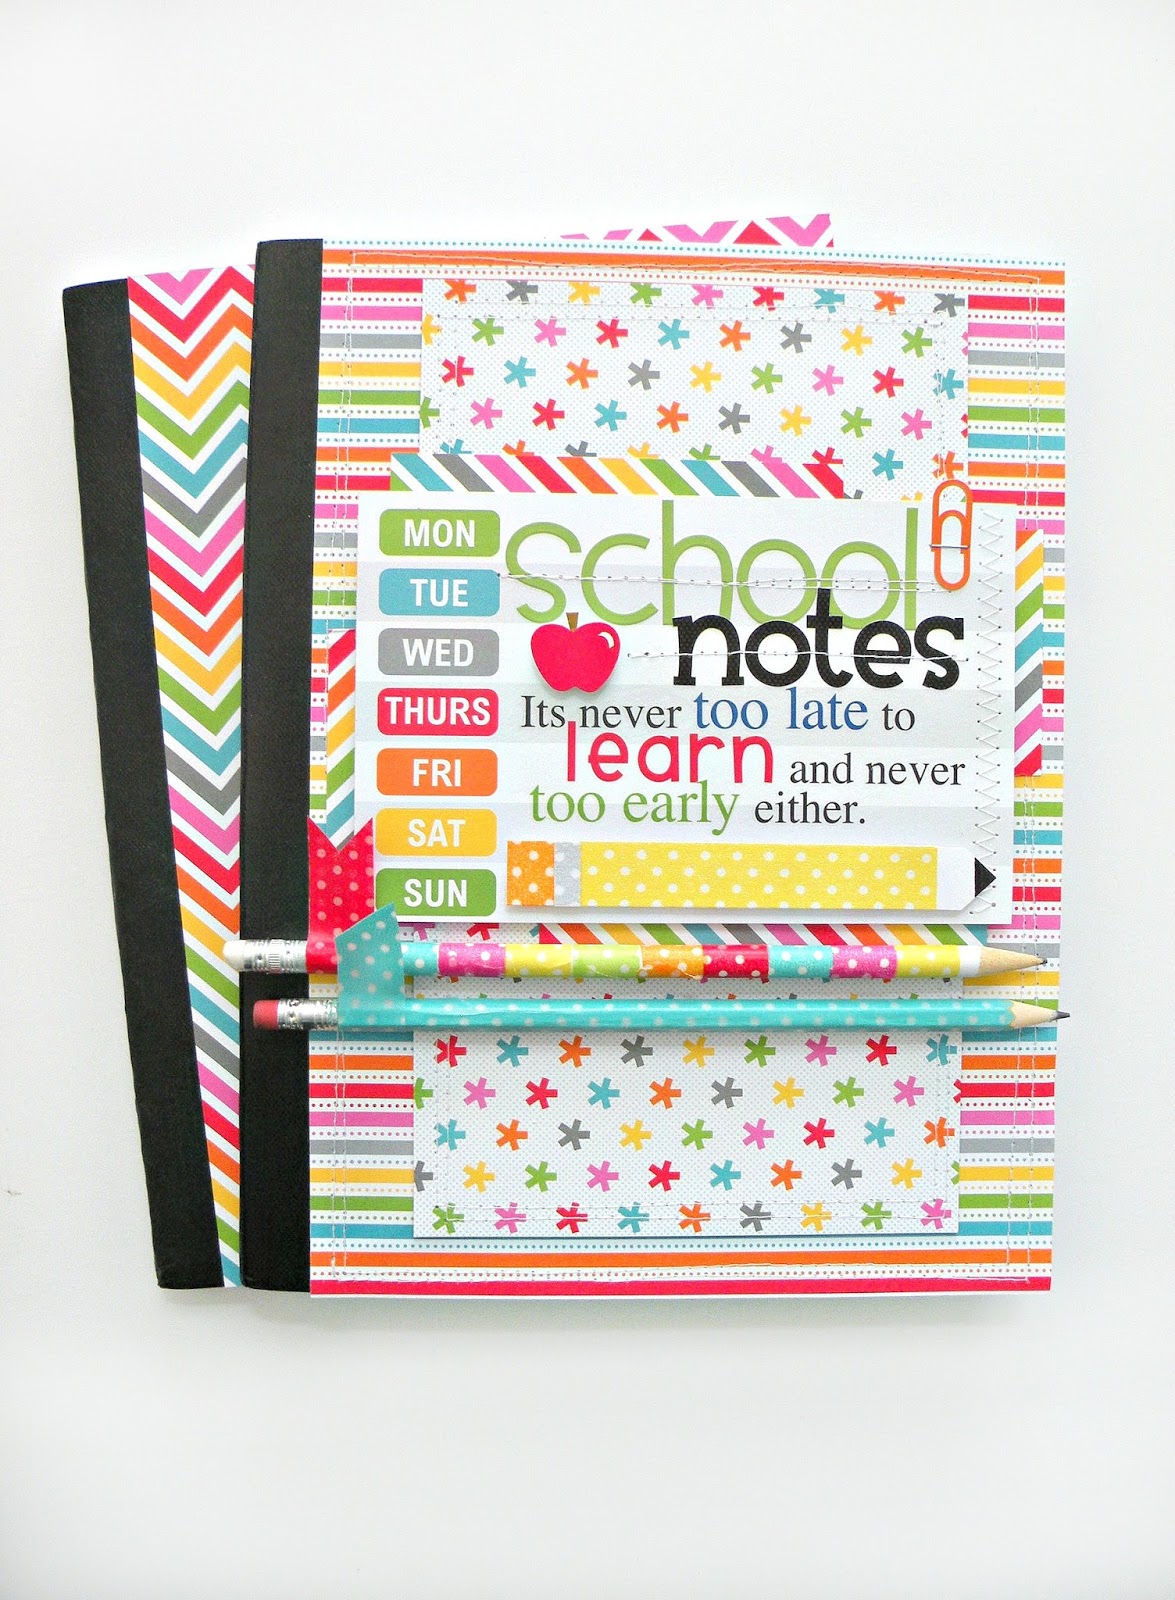 MON
TUE
WED
THURS
FRI
SAT
SUN
school
notes
Its never too late to
learn and never
too early either.